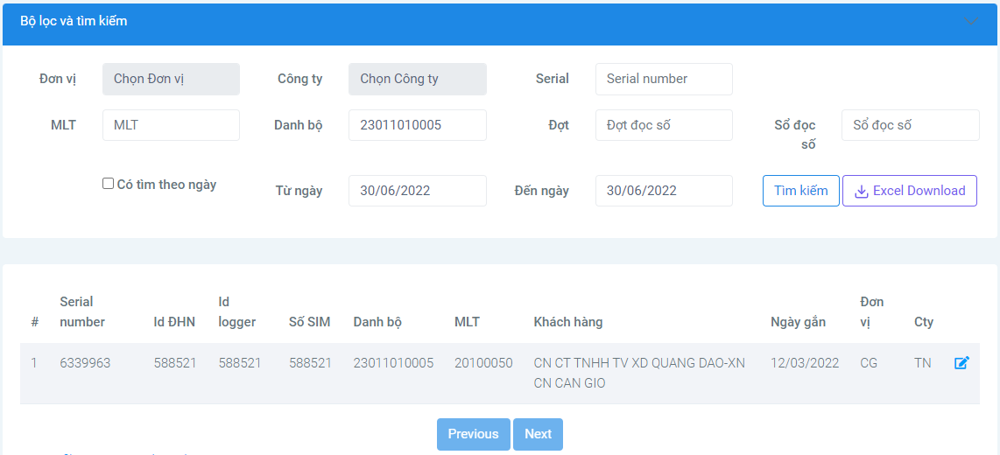 Bộ lọc và tìm kiếm
Đơn vị Chọn Đơn vị Công ty Chọn Công ty Serial Serial number
MLT MLT Danh bộ 23011010005 Đợt Đợt đọc số Sổ đọc số Sổ đọc số
Có tìm theo ngày Từ ngày 30/06/2022 Đến ngày 30/06/2022 Tìm kiếm Excel Download
# Serial number Id ĐHN Id logger Số SIM Danh bộ MLT Khách hàng Ngày gắn Đơn vị Cty
1 6339963 588521 588521 588521 23011010005 20100050 CN CT TNHH TV XD QUANG DAO-XN CN CAN GIO 12/03/2022 CG TN
Previous Next